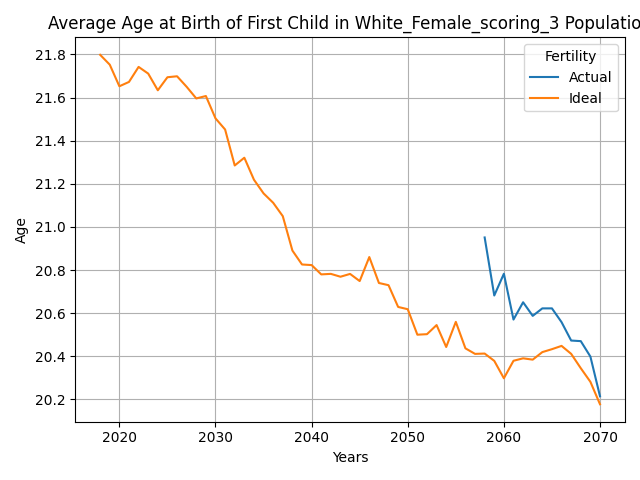 Average Age at Birth of First Child in White_Female_scoring_3 Populatio
Fertility
Actual
Ideal
21.8
21.6
21.4
21.2
21.0
20.8
20.6
20.4
20.2
Age
2020 2030 2040 2050 2060 2070
Years